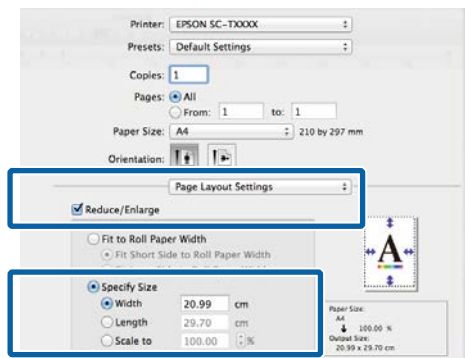 Printer: EPSON SC-TXXXX
Presets: Default Settings
Copies: 1
Pages: All
From: 1 to: 1
Paper Size: A4 210 by 297 mm
Orientation:
Page Layout Settings
Reduce/Enlarge
Fit to Roll Paper Width
Fit Short Side to Roll Paper Width
Specify Size
Width 20.99 cm
Length 29.70 cm
Scale to 100.00 %
A
Paper Size:
A4
100.00 %
Output Size:
20.99 x 29.70 cm